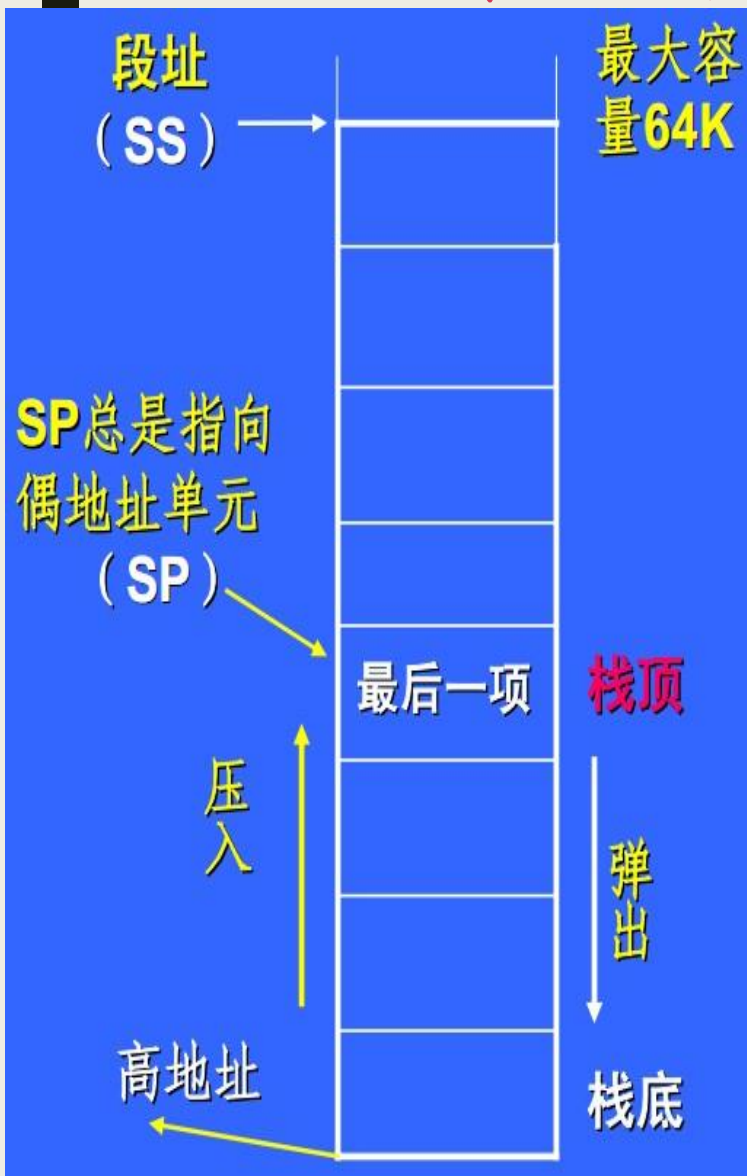 段址
（SS）
最大容
量64K
SP总是指向
偶地址单元
（SP）
最后一项
栈顶
压
入
弹
出
高地址
栈底